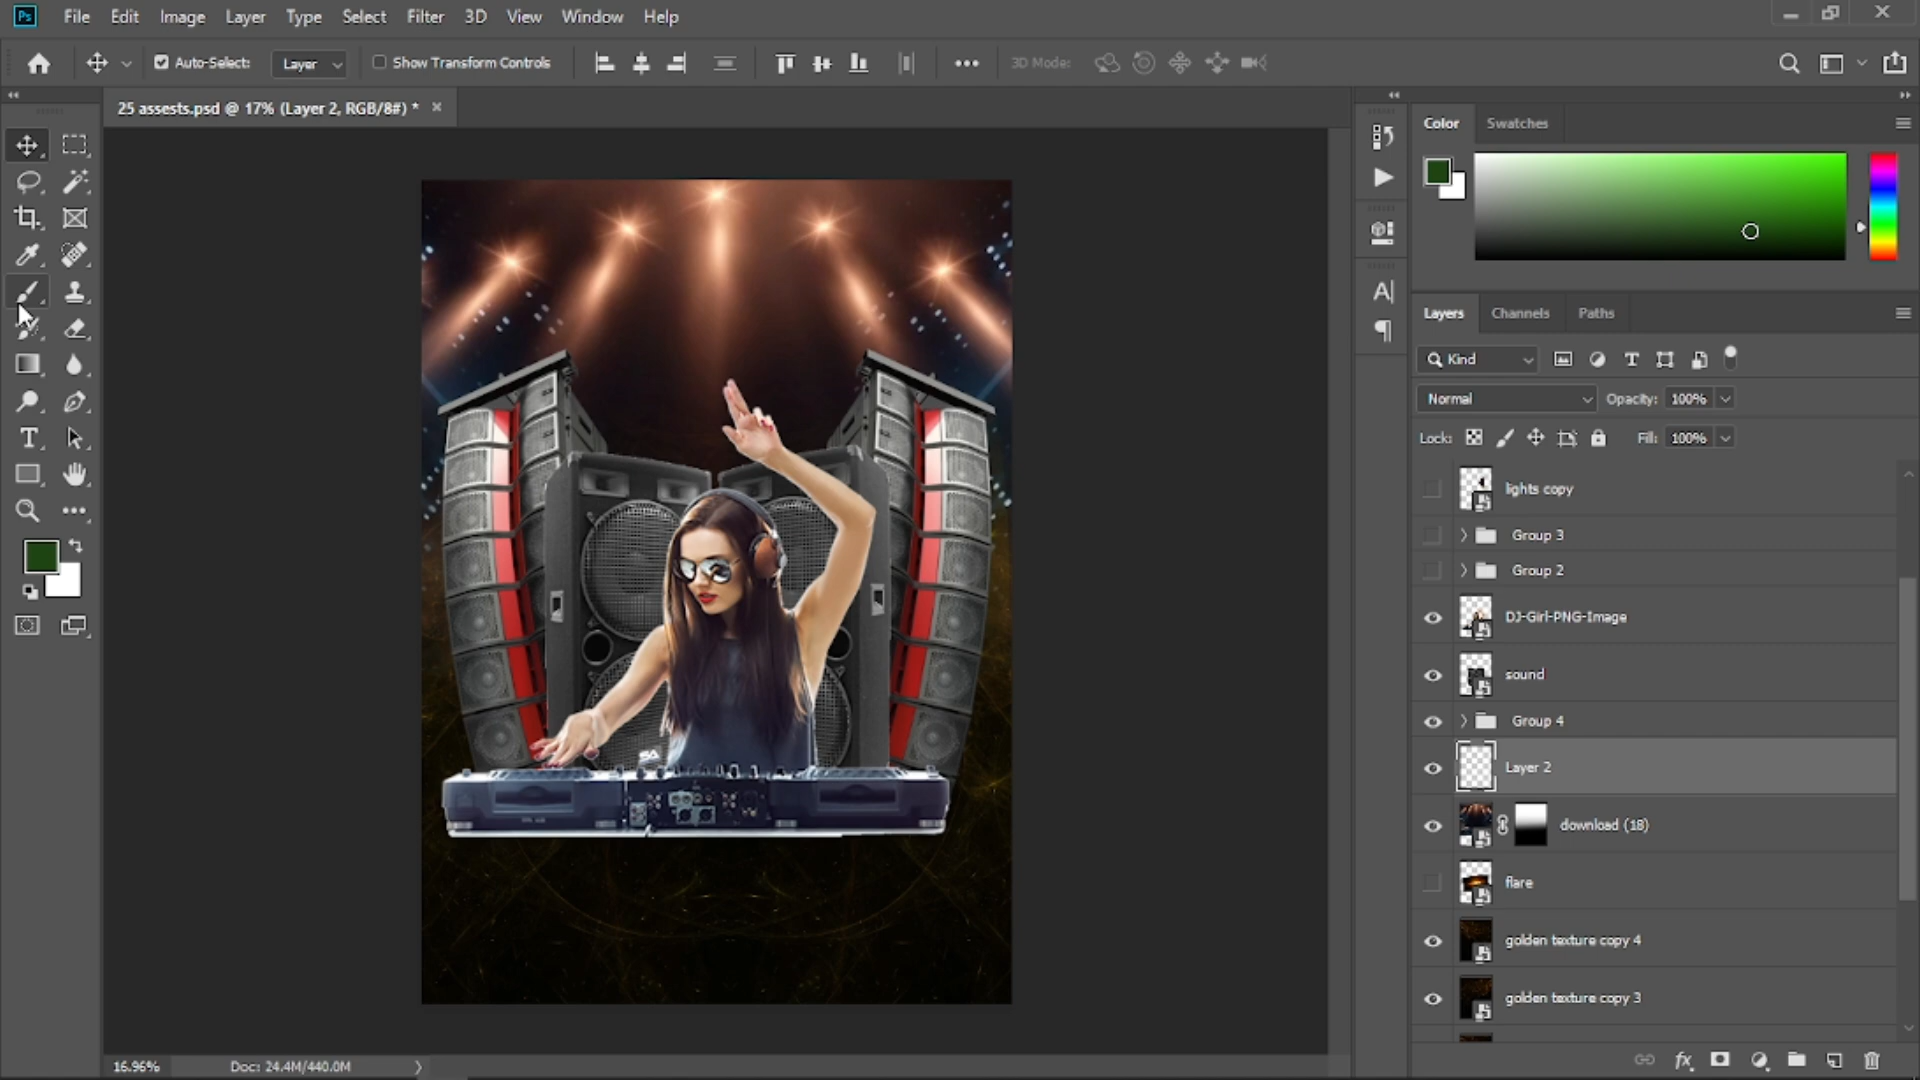 Ps File Edit Image Layer Type Select Filter 3D View Window Help
Auto-Select: Layer Show Transform Controls 3D Mode:
25 assests.psd @ 17% (Layer 2, RGB/8#) *
Color Swatches
Layers Channels Paths
Kind
Normal Opacity: 100%
Lock: Fill: 100%
lights copy
Group 3
Group 2
DJ-Girl-PNG-Image
sound
Group 4
Layer 2
download (18)
flare
golden texture copy 4
golden texture copy 3
16.96% Doc: 24.4M/440.0M